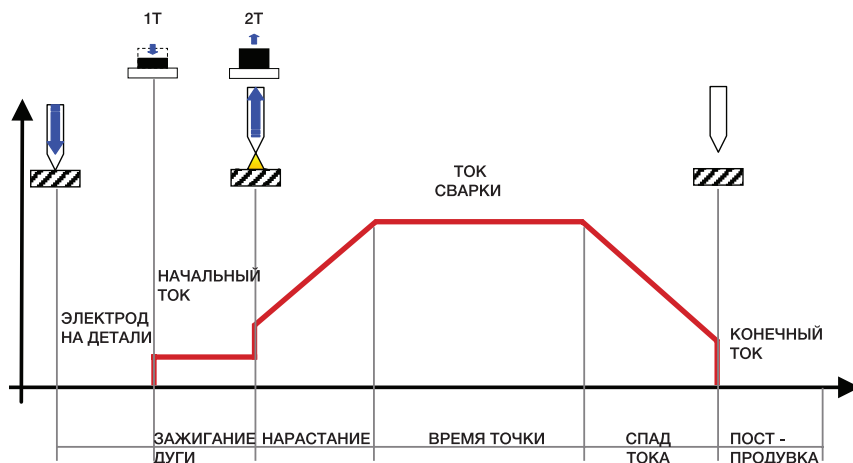 1T
2T
ТОК
СВАРКИ
НАЧАЛЬНЫЙ
ТОК
ЭЛЕКТРОД
НА ДЕТАЛИ
КОНЕЧНЫЙ
ТОК
ЗАЖИГАНИЕ
ДУГИ
НАРАСТАНИЕ
ВРЕМЯ ТОЧКИ
СПАД
ТОКА
ПОСТ -
ПРОДУВКА